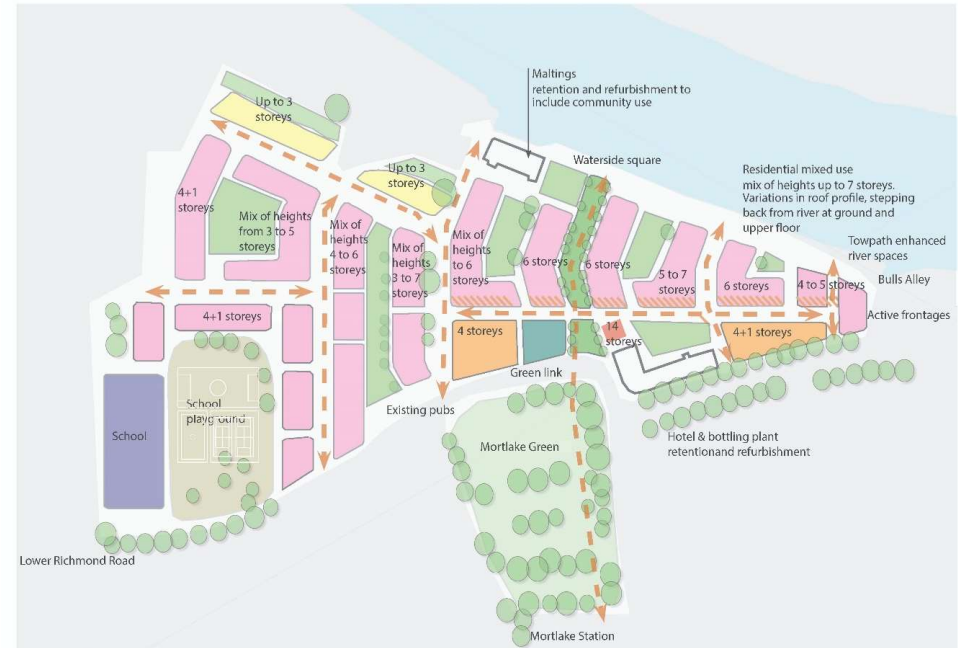 Maltings
retention and refurbishment to
include community use
Up to 3
storeys
Waterside square
Up to 3
storeys
Residential mixed use
mix of heights up to 7 storeys.
Variations in roof profile, stepping
back from river at ground and
upper floor
4+1
storeys
Mix of heights
from 3 to 5
storeys
Mix of
heights
4 to 6
storeys
Mix of
heights
3 to 7
storeys
Mix of
heights
to 6
storeys
6 storeys
6 storeys
5 to 7
storeys
6 storeys
4 to 5 storeys
Towpath enhanced
river spaces
Bulls Alley
Active frontages
4+1 storeys
4 storeys
14
storeys
4+1 storeys
Green link
Existing pubs
School
playground
School
Mortlake Green
Hotel & bottling plant
retentionand refurbishment
Lower Richmond Road
Mortlake Station